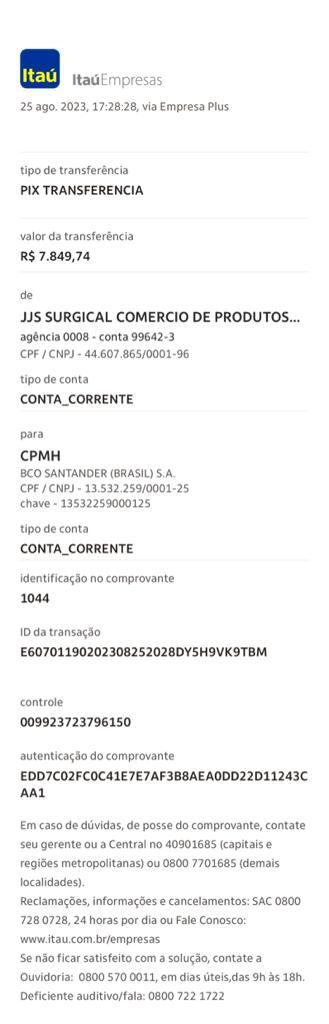 Itaú ItaúEmpresas
25 ago. 2023, 17:28:28, via Empresa Plus
tipo de transferência
PIX TRANSFERENCIA
valor da transferência
R$ 7.849,74
de
JJS SURGICAL COMERCIO DE PRODUTOS...
agência 0008 - conta 99642-3
CPF / CNPJ - 44.607.865/0001-96
tipo de conta
CONTA_CORRENTE
para
CPMH
BCO SANTANDER (BRASIL) S.A.
CPF / CNPJ - 13.532.259/0001-25
chave - 13532259000125
tipo de conta
CONTA_CORRENTE
identificação no comprovante
1044
ID da transação
E60701190202308252028DY5H9VK9TBM
controle
009923723796150
autenticação do comprovante
EDD7C02FC0C41E7E7AF3B8AEA0DD22D11243C
AA1
Em caso de dúvidas, de posse do comprovante, contate
seu gerente ou a Central no 40901685 (capitais e
regiões metropolitanas) ou 0800 7701685 (demais
localidades).
Reclamações, informações e cancelamentos: SAC 0800
728 0728, 24 horas por dia ou Fale Conosco:
www.itau.com.br/empresas
Se não ficar satisfeito com a solução, contate a
Ouvidoria:  0800 570 0011, em dias úteis,das 9h às 18h.
Deficiente auditivo/fala: 0800 722 1722